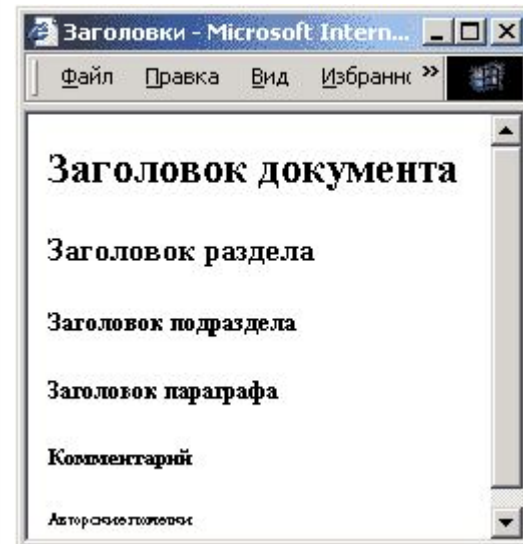 Заголовки - Microsoft Intern...
Файл Правка Вид Избранн »
Заголовок документа
Заголовок раздела
Заголовок подраздела
Заголовок параграфа
Комментарий